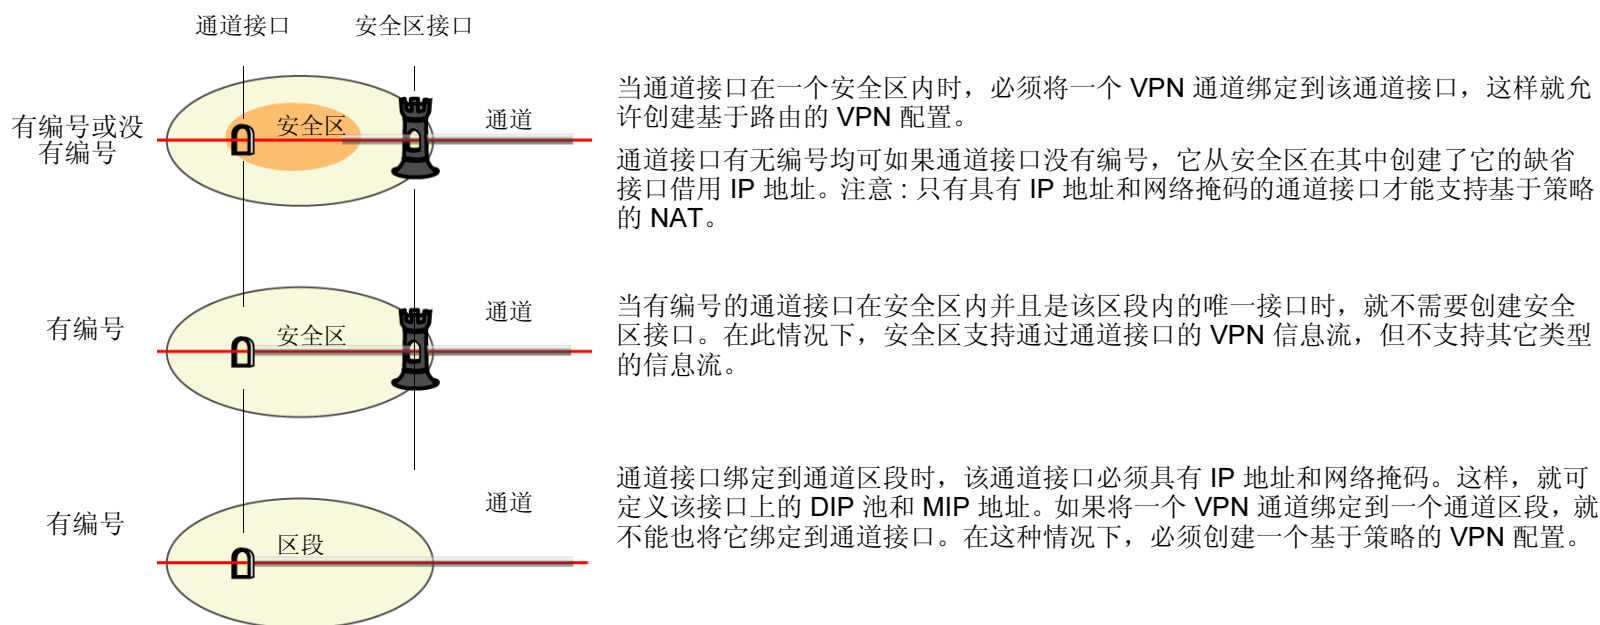 通道接口
安全区接口
有编号或没
有编号
安全区
通道
当通道接口在一个安全区内时，必须将一个 VPN 通道绑定到该通道接口，这样就允
许创建基于路由的 VPN 配置。
通道接口有无编号均可如果通道接口没有编号，它从安全区在其中创建了它的缺省
接口借用 IP 地址。注意 : 只有具有 IP 地址和网络掩码的通道接口才能支持基于策略
的 NAT。
有编号
安全区
通道
当有编号的通道接口在安全区内并且是该区段内的唯一接口时，就不需要创建安全
区接口。在此情况下，安全区支持通过通道接口的 VPN 信息流，但不支持其它类型
的信息流。
有编号
区段
通道
通道接口绑定到通道区段时，该通道接口必须具有 IP 地址和网络掩码。这样，就可
定义该接口上的 DIP 池和 MIP 地址。如果将一个 VPN 通道绑定到一个通道区段，就
不能也将它绑定到通道接口。在这种情况下，必须创建一个基于策略的 VPN 配置。